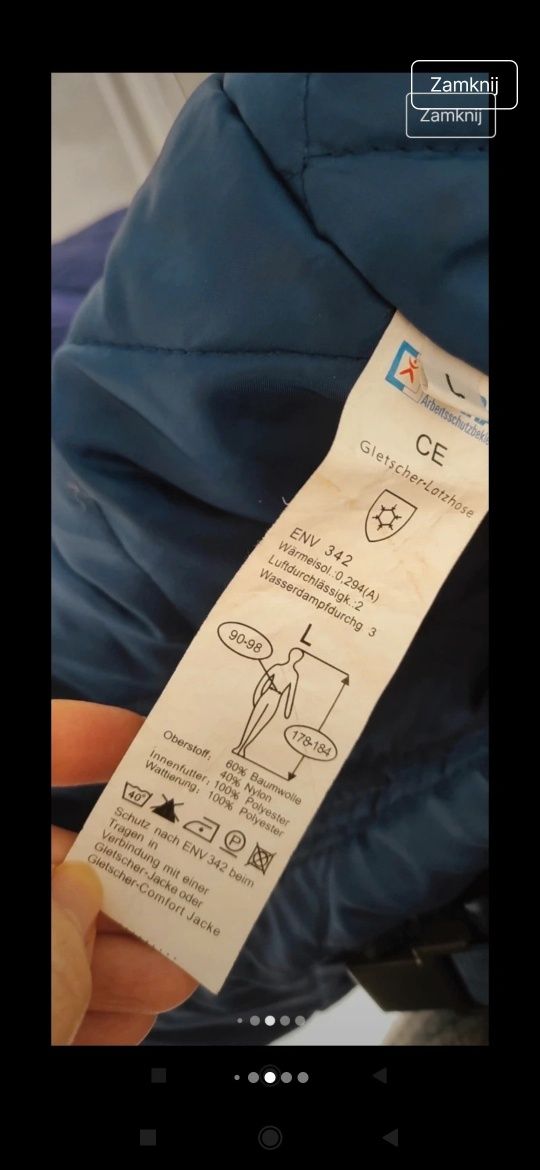 Zamknij
Zamknij
CE
Gletscher-Latzhose
ENV 342
Wärmeisol.:0.294(A)
Luftdurchlässigk.:2
Wasserdampfdurchg 3
L
90-98
178-184
Oberstoff: 60% Baumwolle
40% Nylon
Innenfutter: 100% Polyester
Wattierung: 100% Polyester
40°
P
Schutz nach ENV 342 beim
Tragen in
Verbindung mit einer
Gletscher-Jacke oder
Gletscher-Comfort Jacke